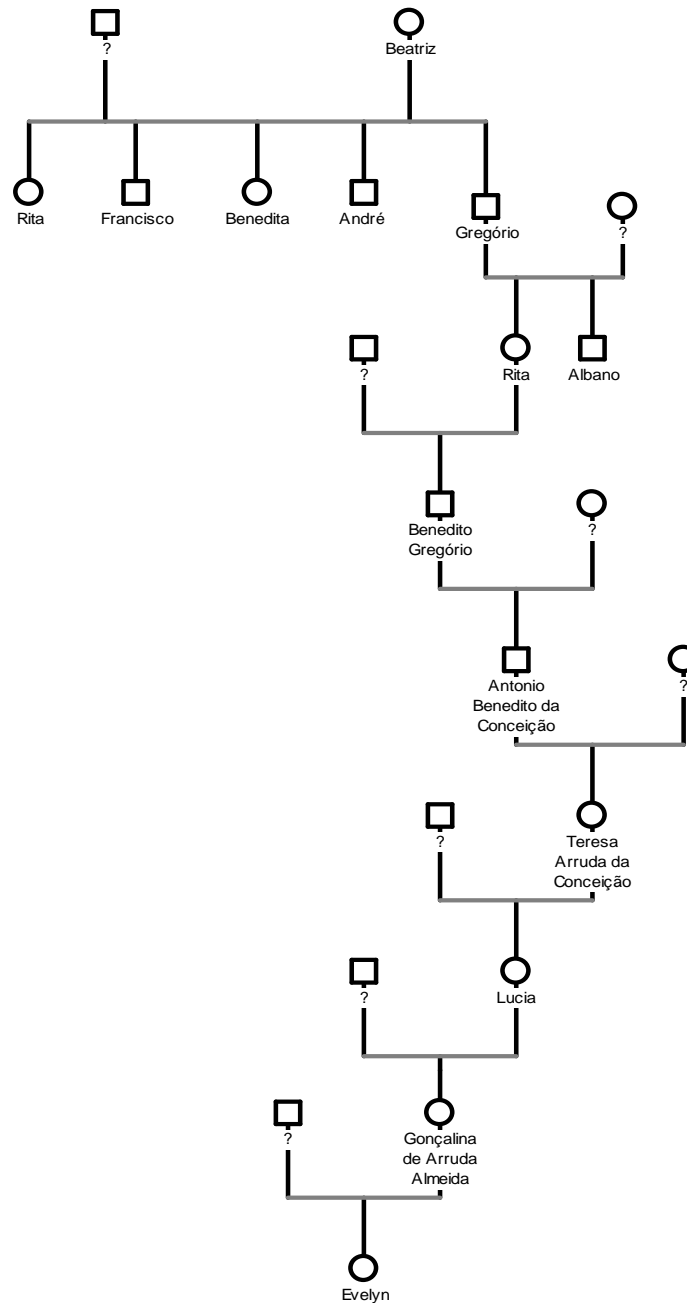 ?
Beatriz
Rita
Francisco
Benedita
André
Gregório
?
?
Rita
Albano
Benedito
Gregório
?
Antonio
Benedito da
Conceição
?
?
Teresa
Arruda da
Conceição
?
Lucia
?
Gonçalina
de Arruda
Almeida
Evelyn